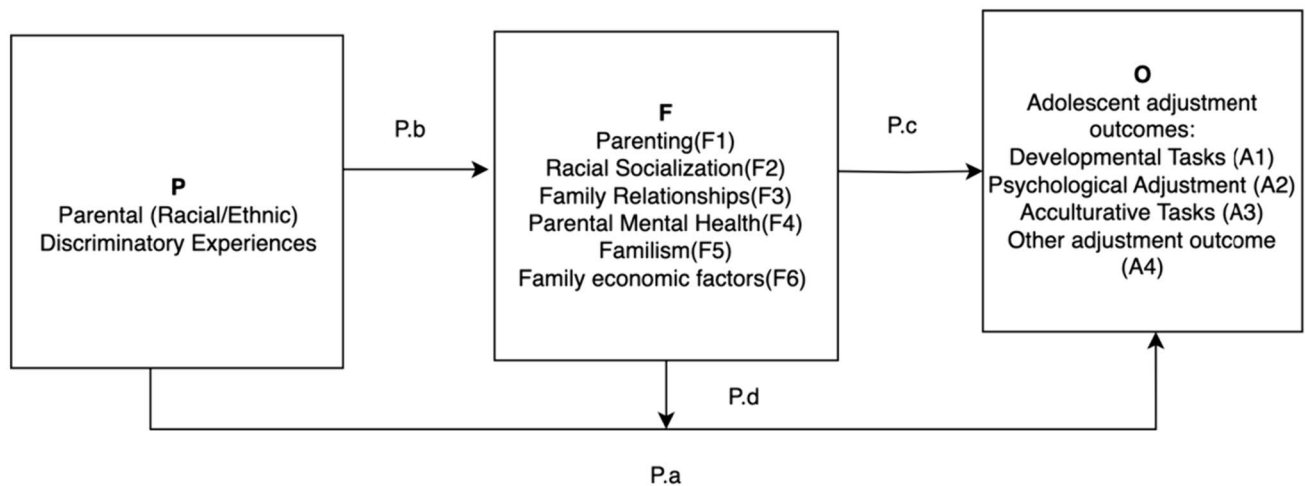 P
Parental (Racial/Ethnic)
Discriminatory Experiences
P.b
F
Parenting(F1)
Racial Socialization(F2)
Family Relationships(F3)
Parental Mental Health(F4)
Familism(F5)
Family economic factors(F6)
P.c
O
Adolescent adjustment
outcomes:
Developmental Tasks (A1)
Psychological Adjustment (A2)
Acculturative Tasks (A3)
Other adjustment outcome
(A4)
P.d
P.a